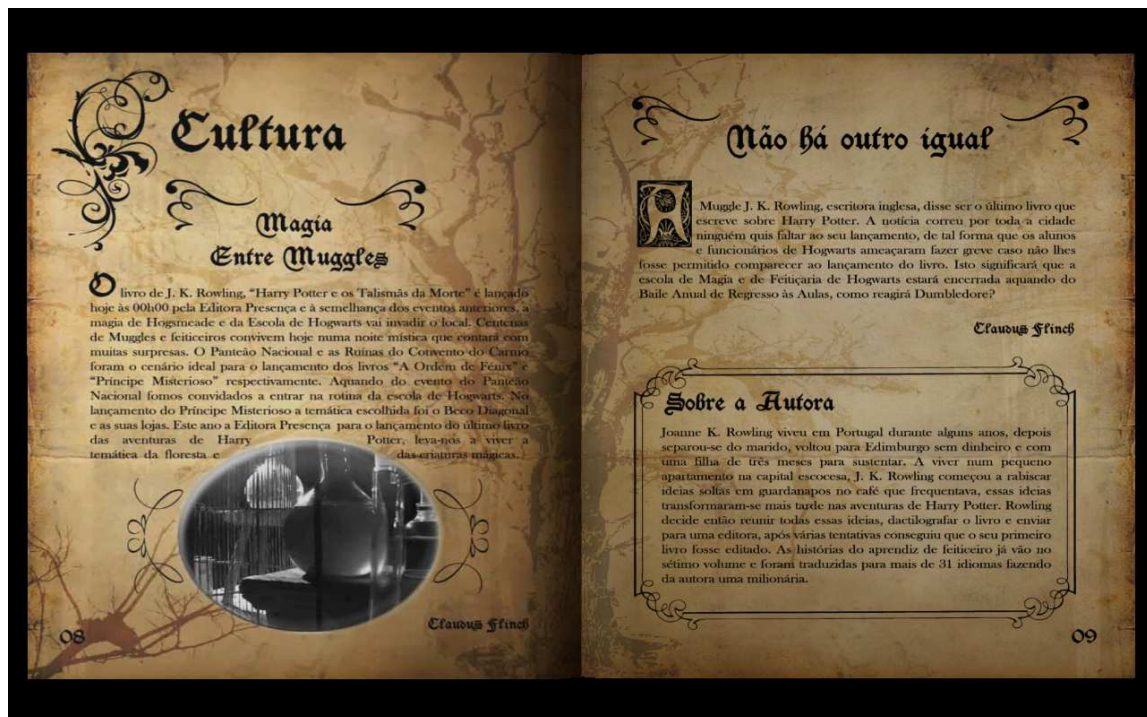 Cultura
Magia
Entre Muggles
O livro de J. K. Rowling, “Harry Potter e os Talismãs da Morte” é lançado
hoje às 00h00 pela Editora Presença e à semelhança dos eventos anteriores, a
magia de Hogsmeade e da Escola de Hogwarts vai invadir o local. Centenas
de Muggles e feiticeiros convivem hoje numa noite mística que contará com
muitas surpresas. O Panteão Nacional e as Ruínas do Convento do Carmo
foram o cenário ideal para o lançamento dos livros “A Ordem de Fénix” e
“Príncipe Misterioso” respectivamente. Aquando do evento do Panteão
Nacional fomos convidados a entrar na rotina da escola de Hogwarts. No
lançamento do Príncipe Misterioso a temática escolhida foi o Beco Diagonal
e as suas lojas. Este ano a Editora Presença para o lançamento do último livro
das aventuras de Harry Potter, leva-nos a viver a
temática da floresta e das criaturas mágicas.
Claudus Flinch
08
Não há outro igual
A Muggle J. K. Rowling, escritora inglesa, disse ser o último livro que
escreve sobre Harry Potter. A notícia correu por toda a cidade
ninguém quis faltar ao seu lançamento, de tal forma que os alunos
e funcionários de Hogwarts ameaçaram fazer greve caso não lhes
fosse permitido comparecer ao lançamento do livro. Isto significará que a
escola de Magia e de Feitiçaria de Hogwarts estará encerrada aquando do
Baile Anual de Regresso às Aulas, como reagirá Dumbledore?
Claudus Flinch
Sobre a Autora
Joanne K. Rowling viveu em Portugal durante alguns anos, depois
separou-se do marido, voltou para Edimburgo sem dinheiro e com
uma filha de três meses para sustentar. A viver num pequeno
apartamento na capital escocesa, J. K. Rowling começou a rabiscar
ideias soltas em guardanapos no café que frequentava, essas ideias
transformaram-se mais tarde nas aventuras de Harry Potter. Rowling
decide então reunir todas essas ideias, dactilografar o livro e enviar
para uma editora, após várias tentativas conseguiu que o seu primeiro
livro fosse editado. As histórias do aprendiz de feiticeiro já vão no
sétimo volume e foram traduzidas para mais de 31 idiomas fazendo
da autora uma milionária.
09